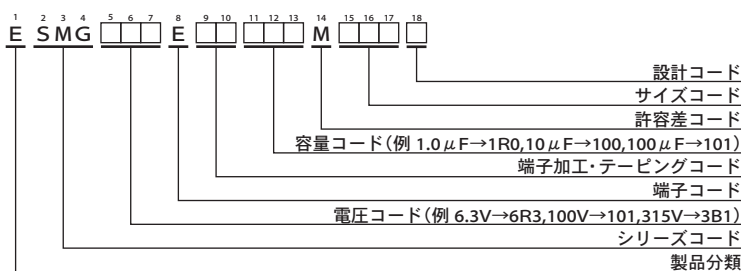 1 2 3 4 5 6 7 8 9 10 11 12 13 14 15 16 17 18
E SMG □□□ E □□ □□□ M □□□ □
設計コード
サイズコード
許容差コード
容量コード(例 1.0μF→1R0,10μF→100,100μF→101)
端子加工・テーピングコード
端子コード
電圧コード(例 6.3V→6R3,100V→101,315V→3B1)
シリーズコード
製品分類